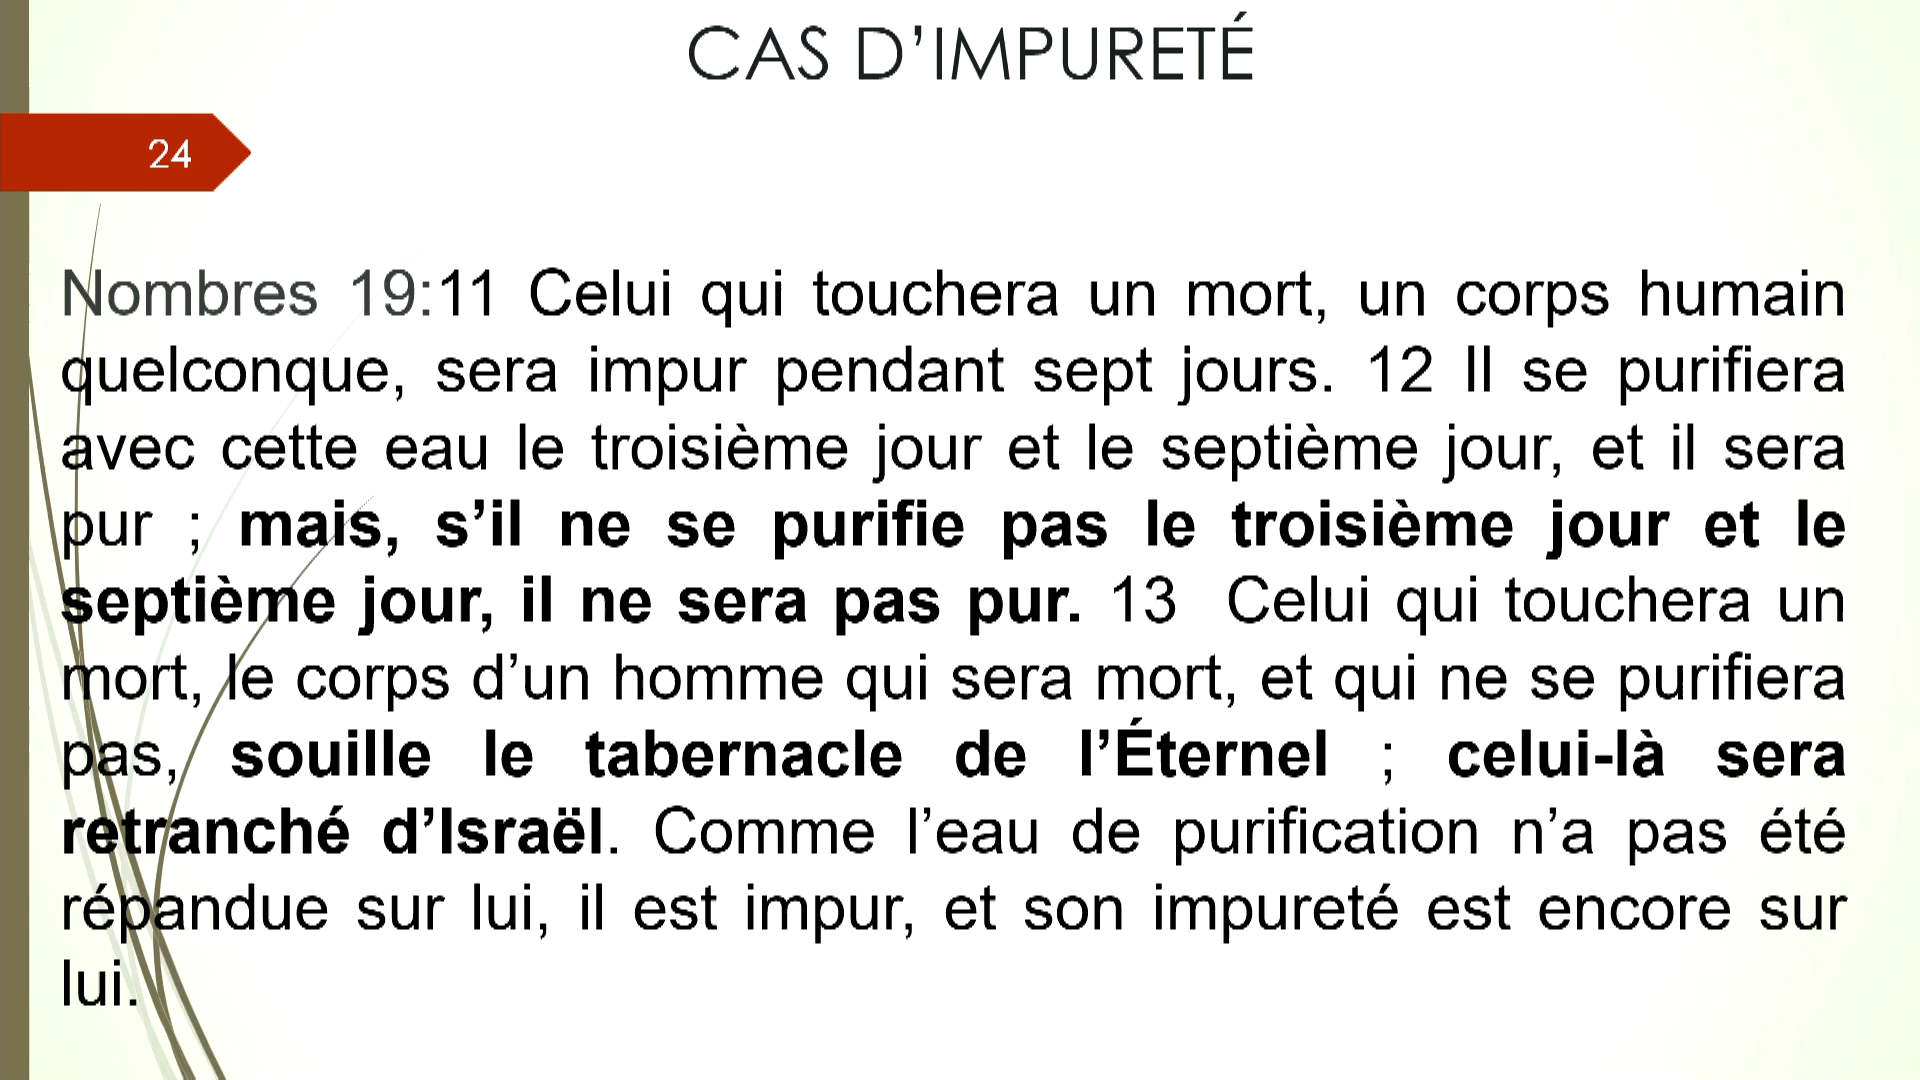 CAS D’IMPURETÉ
24
Nombres 19:11 Celui qui touchera un mort, un corps humain
quelconque, sera impur pendant sept jours. 12 Il se purifiera
avec cette eau le troisième jour et le septième jour, et il sera
pur ; mais, s’il ne se purifie pas le troisième jour et le
septième jour, il ne sera pas pur. 13  Celui qui touchera un
mort, le corps d’un homme qui sera mort, et qui ne se purifiera
pas, souille le tabernacle de l’Éternel ; celui-là sera
retranché d’Israël. Comme l’eau de purification n’a pas été
répandue sur lui, il est impur, et son impureté est encore sur
lui.